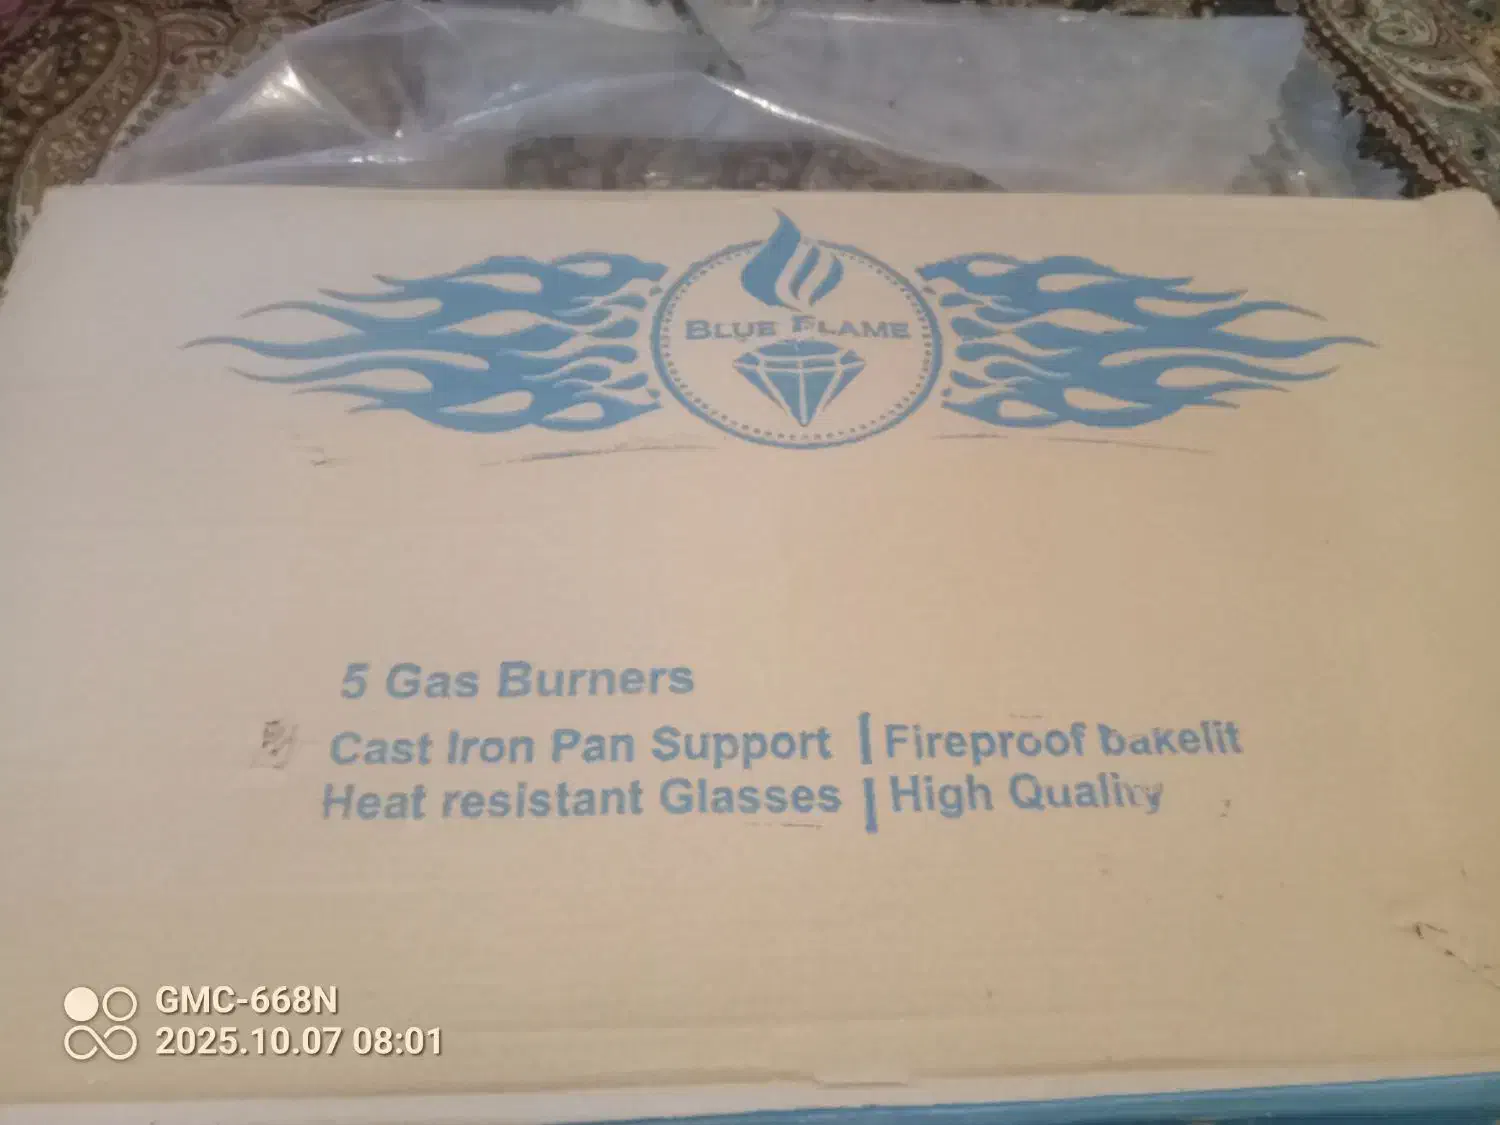 BLUE FLAME
5 Gas Burners
Cast Iron Pan Support | Fireproof bakelit
Heat resistant Glasses | High Quality
GMC-668N
2025.10.07 08:01